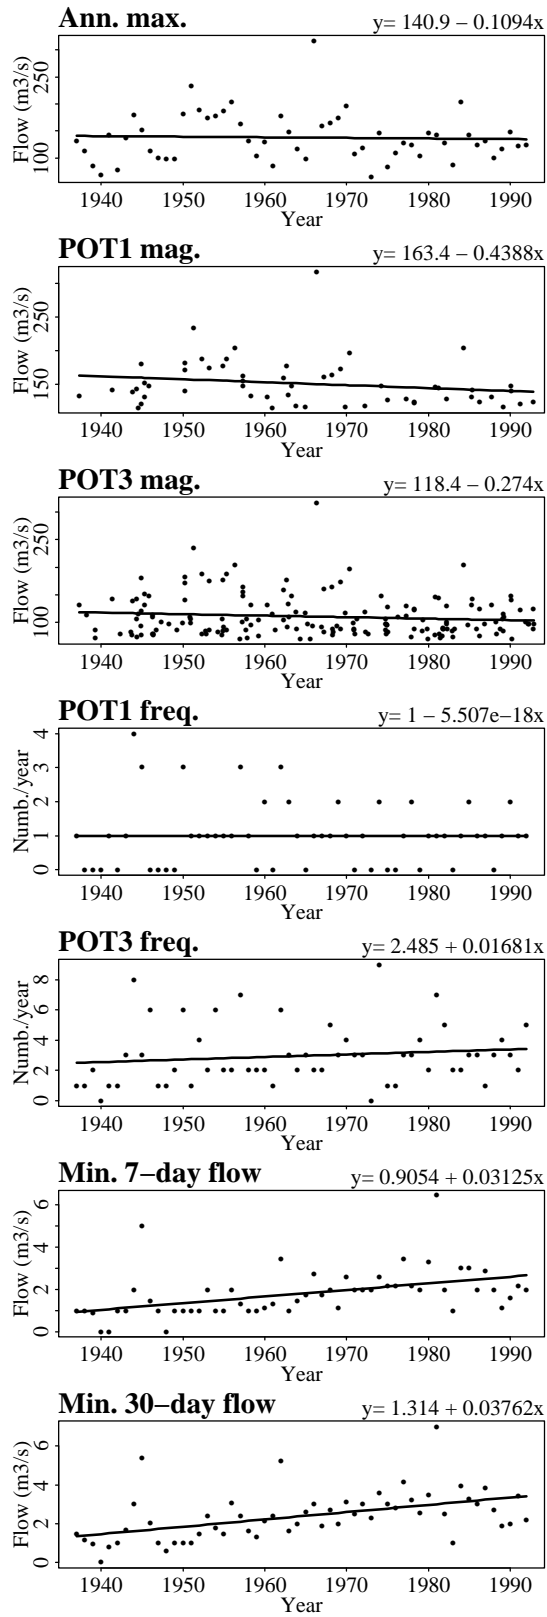 Ann. max. y= 140.9 − 0.1094x
Flow (m3/s)
100 250
1940 1950 1960 1970 1980 1990
Year
POT1 mag. y= 163.4 − 0.4388x
Flow (m3/s)
150 250
1940 1950 1960 1970 1980 1990
Year
POT3 mag. y= 118.4 − 0.274x
Flow (m3/s)
100 250
1940 1950 1960 1970 1980 1990
Year
POT1 freq. y= 1 − 5.507e−18x
Numb./year
0 1 2 3 4
1940 1950 1960 1970 1980 1990
Year
POT3 freq. y= 2.485 + 0.01681x
Numb./year
0 2 4 6 8
1940 1950 1960 1970 1980 1990
Year
Min. 7−day flow y= 0.9054 + 0.03125x
Flow (m3/s)
0 2 4 6
1940 1950 1960 1970 1980 1990
Year
Min. 30−day flow y= 1.314 + 0.03762x
Flow (m3/s)
0 2 4 6
1940 1950 1960 1970 1980 1990
Year